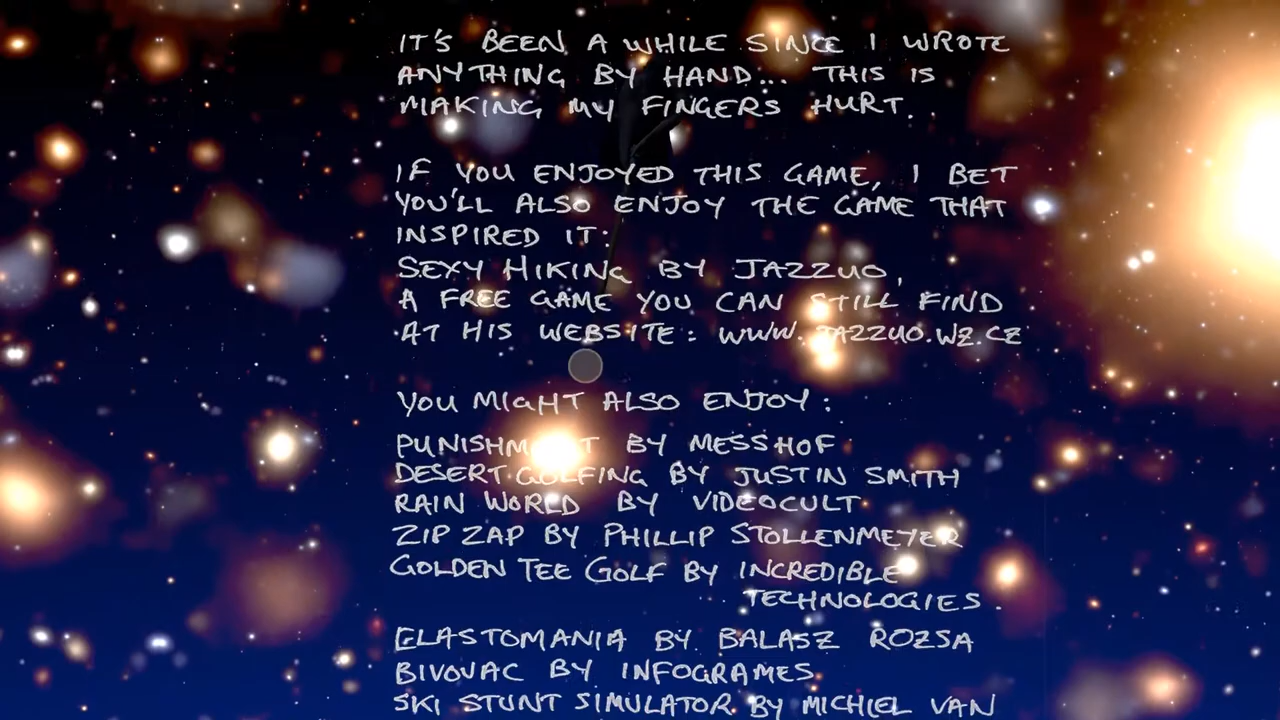 IT'S BEEN A WHILE SINCE I WROTE
ANYTHING BY HAND... THIS IS
MAKING MY FINGERS HURT.
IF YOU ENJOYED THIS GAME, I BET
YOU'LL ALSO ENJOY THE GAME THAT
INSPIRED IT:
SEXY HIKING BY JAZZUO,
A FREE GAME YOU CAN STILL FIND
AT HIS WEBSITE: WWW.JAZZUO.WZ.CZ
YOU MIGHT ALSO ENJOY:
PUNISHMENT BY MESSHOF
DESERT GOLFING BY JUSTIN SMITH
RAIN WORLD BY VIDEOCULT
ZIP ZAP BY PHILLIP STOLLENMEYER
GOLDEN TEE GOLF BY INCREDIBLE
TECHNOLOGIES.
ELASTOMANIA BY BALASZ ROZSA
BIVOUAC BY INFOGRAMES
SKI STUNT SIMULATOR BY MICHIEL VAN